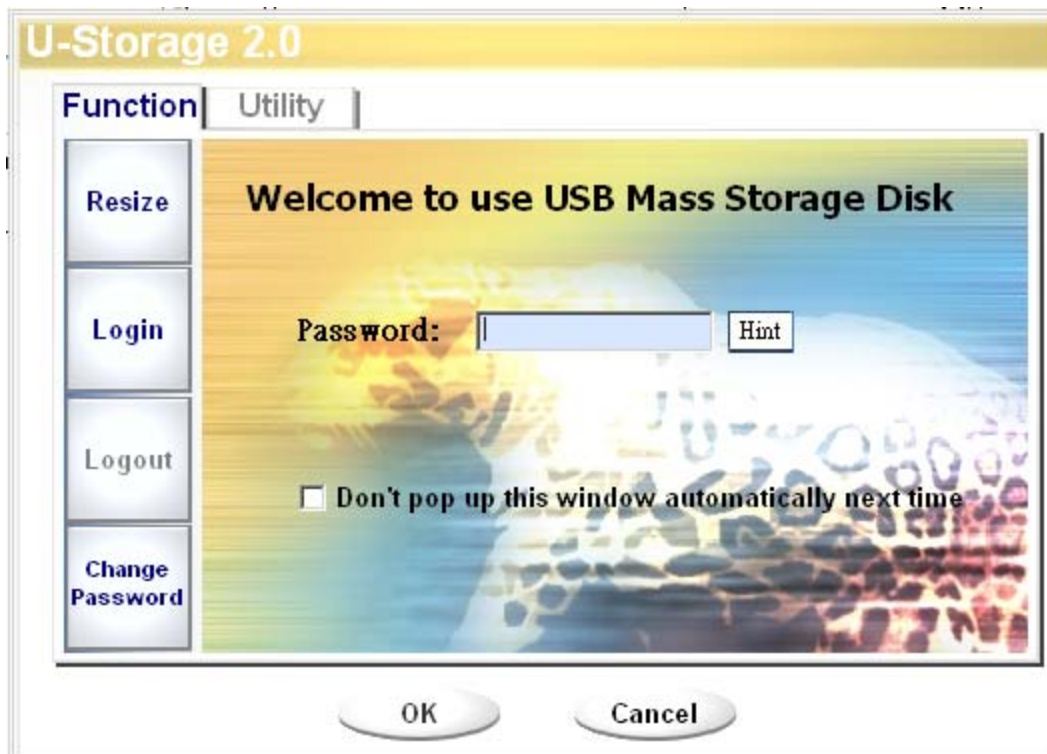 U-Storage 2.0
Function
Utility
Resize
Welcome to use USB Mass Storage Disk
Login
Password:
Hint
Logout
Don't pop up this window automatically next time
Change
Password
OK
Cancel